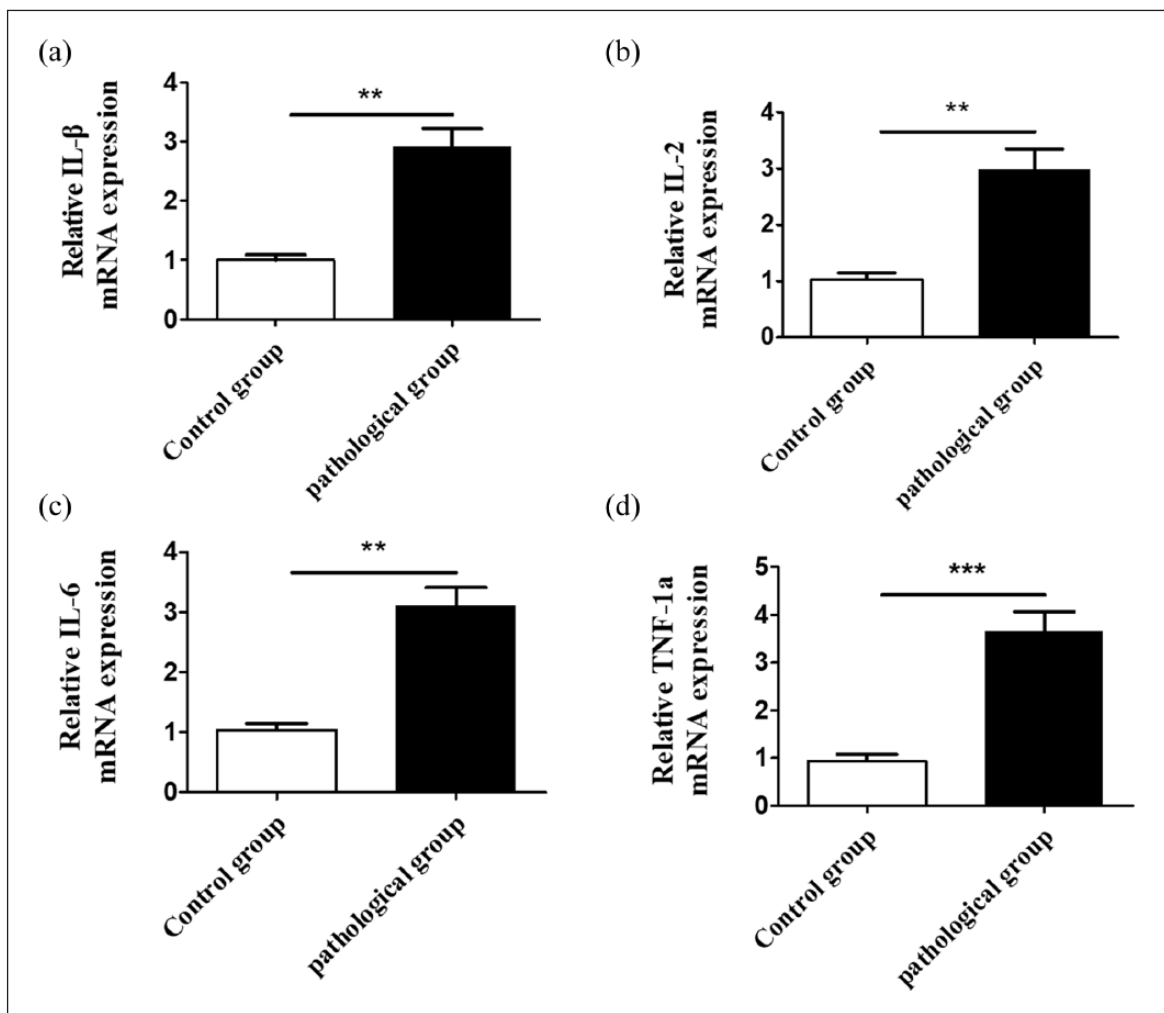 (a)
Relative IL-β
mRNA expression
4
3
2
1
0
**
Control group
pathological group
(b)
Relative IL-2
mRNA expression
4
3
2
1
0
**
Control group
pathological group
(c)
Relative IL-6
mRNA expression
4
3
2
1
0
**
Control group
pathological group
(d)
Relative TNF-1a
mRNA expression
5
4
3
2
1
0
***
Control group
pathological group